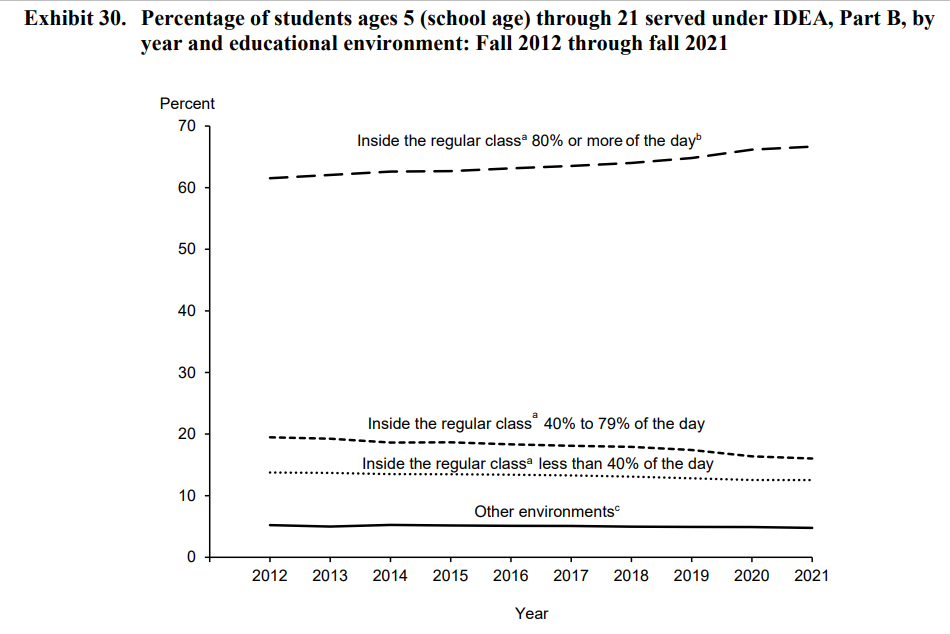 Exhibit 30. Percentage of students ages 5 (school age) through 21 served under IDEA, Part B, by
year and educational environment: Fall 2012 through fall 2021
Percent
70
Inside the regular classᵃ 80% or more of the dayᵇ
60
50
40
30
Inside the regular classᵃ 40% to 79% of the day
20
Inside the regular classᵃ less than 40% of the day
10
Other environmentsᶜ
0
2012 2013 2014 2015 2016 2017 2018 2019 2020 2021
Year